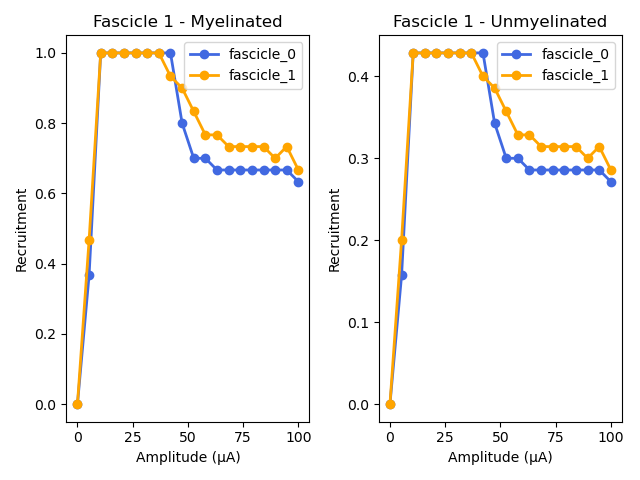 Fascicle 1 - Myelinated
fascicle_0
fascicle_1
1.0
0.8
0.6
0.4
0.2
0.0
Recruitment
0
25
50
75
100
Amplitude (µA)
Fascicle 1 - Unmyelinated
fascicle_0
fascicle_1
0.4
0.3
0.2
0.1
0.0
Recruitment
0
25
50
75
100
Amplitude (µA)